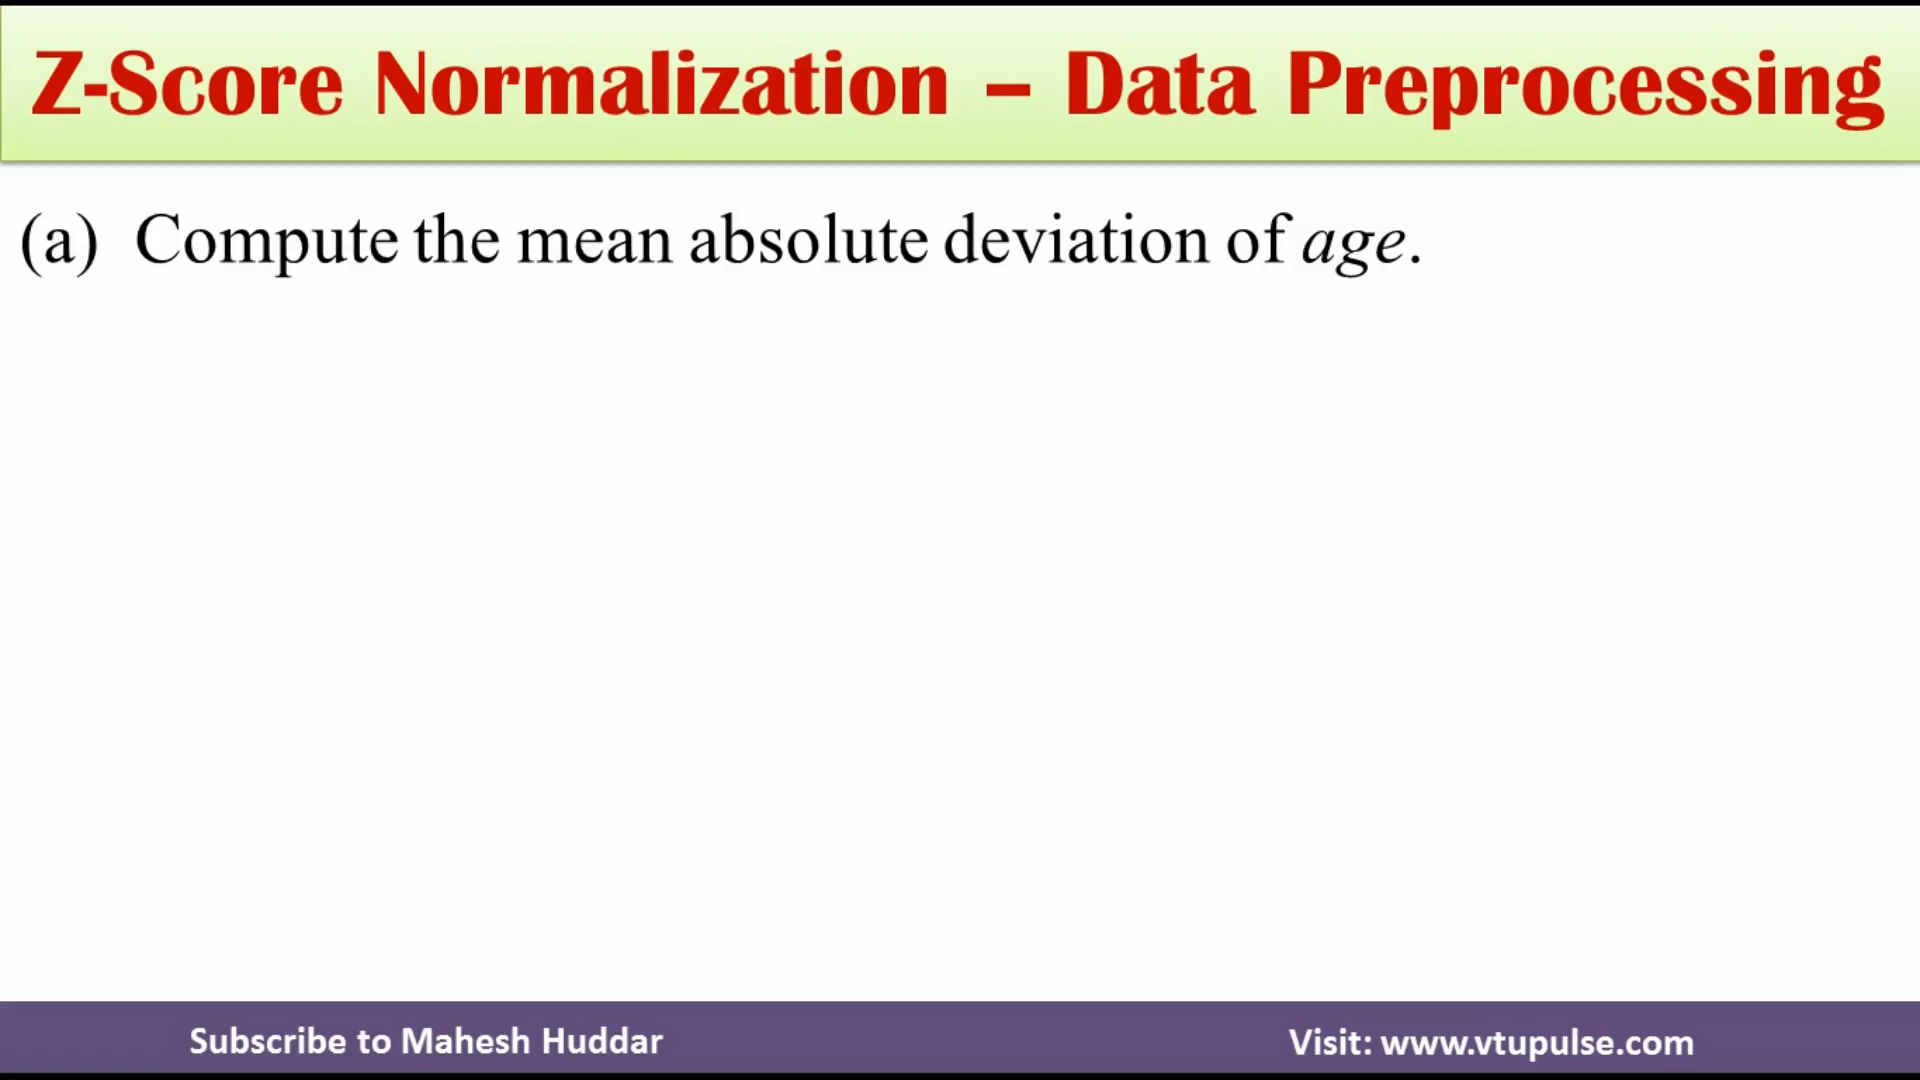 Z-Score Normalization – Data Preprocessing
(a) Compute the mean absolute deviation of age.
Subscribe to Mahesh Huddar
Visit: www.vtupulse.com